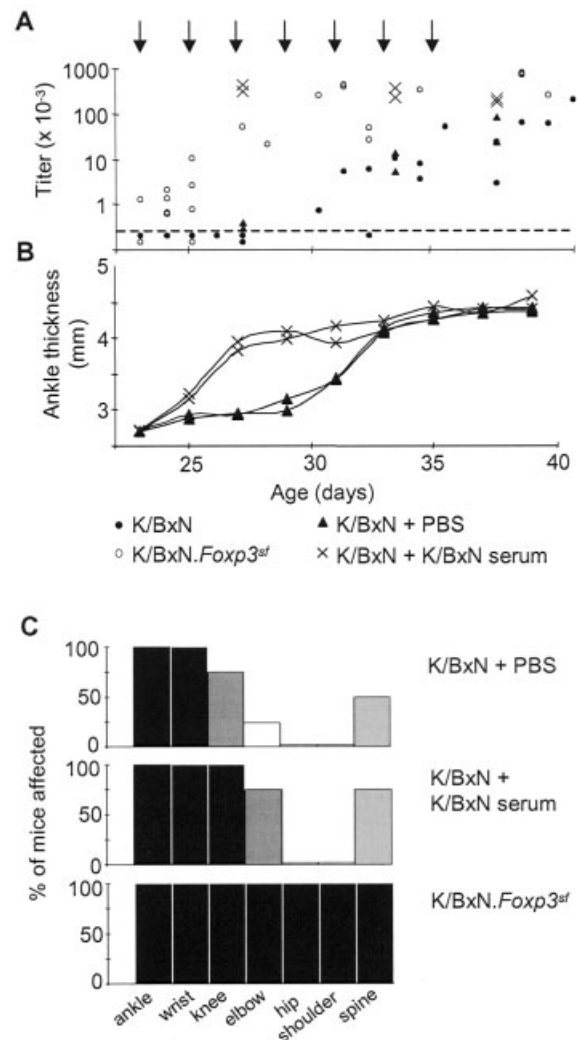 A
Titer (x 10⁻³)
1000
100
10
1
B
Ankle thickness
(mm)
5
4
3
25 30 35 40
Age (days)
● K/BxN ▲ K/BxN + PBS
○ K/BxN.Foxp3ˢᶠ × K/BxN + K/BxN serum
C
% of mice affected
100
50
0
K/BxN + PBS
100
50
0
K/BxN +
K/BxN serum
100
50
0
K/BxN.Foxp3ˢᶠ
ankle wrist knee elbow hip shoulder spine